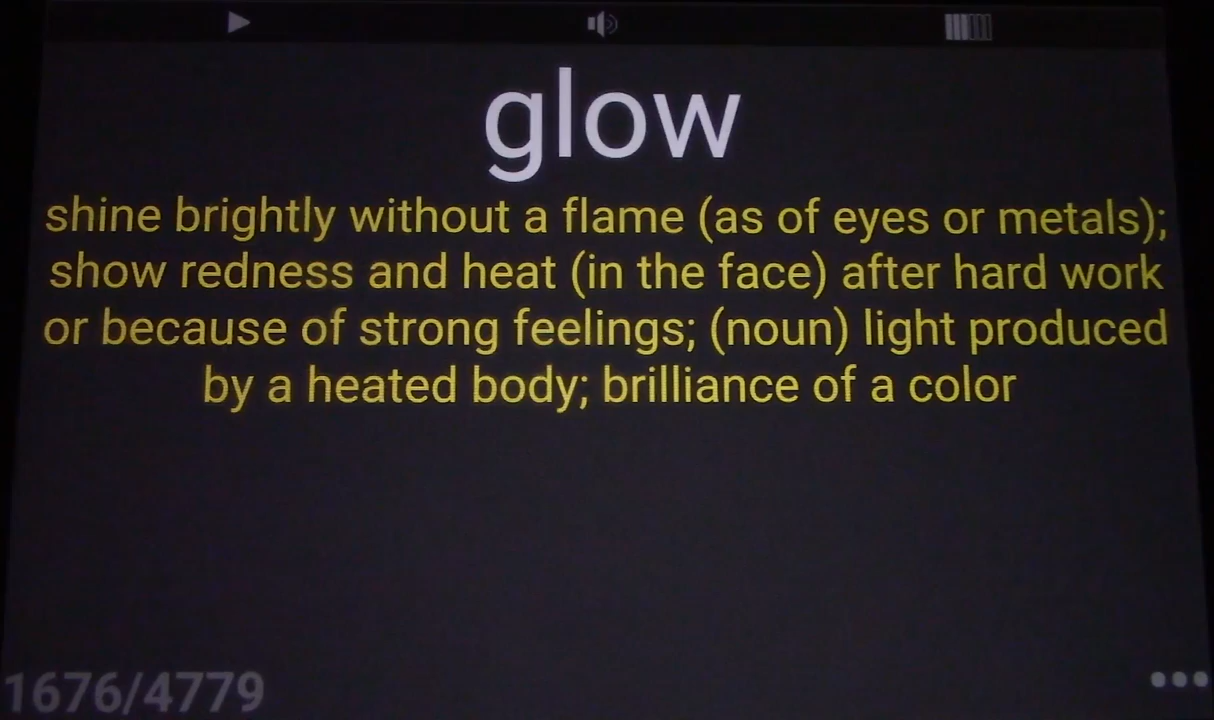 glow
shine brightly without a flame (as of eyes or metals);
show redness and heat (in the face) after hard work
or because of strong feelings; (noun) light produced
by a heated body; brilliance of a color
1676/4779